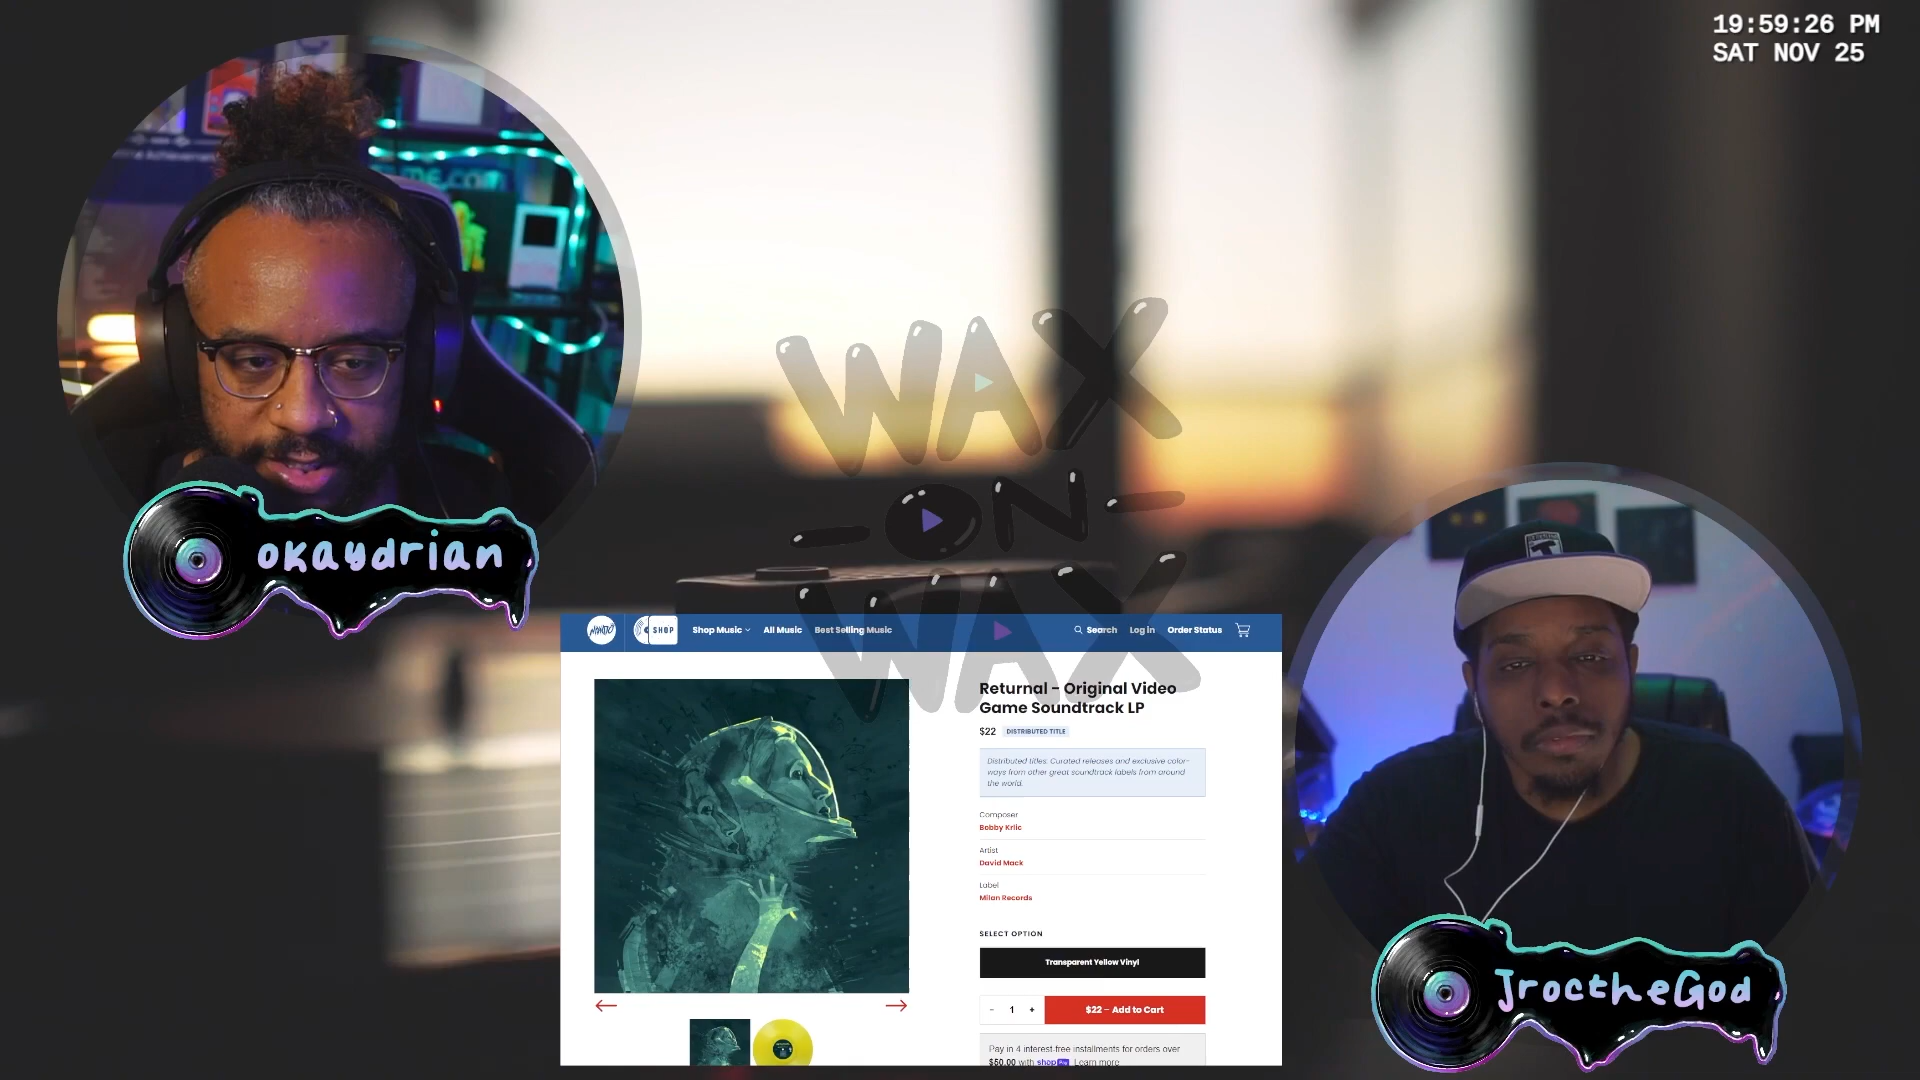 19:59:26 PM
SAT NOV 25
WAX
-ON-
WAX
okaydrian
MONDO
SHOP
Shop Music
All Music
Best Selling Music
Search
Log in
Order Status
Returnal – Original Video
Game Soundtrack LP
$22
DISTRIBUTED TITLE
Distributed titles: Curated releases and exclusive color-
ways from other great soundtrack labels from around
the world.
Composer
Bobby Krlic
Artist
David Mack
Label
Milan Records
SELECT OPTION
Transparent Yellow Vinyl
- 1 +
$22 – Add to Cart
Pay in 4 interest-free installments for orders over
$50.00 with shop Pay Learn more
JroctheGod